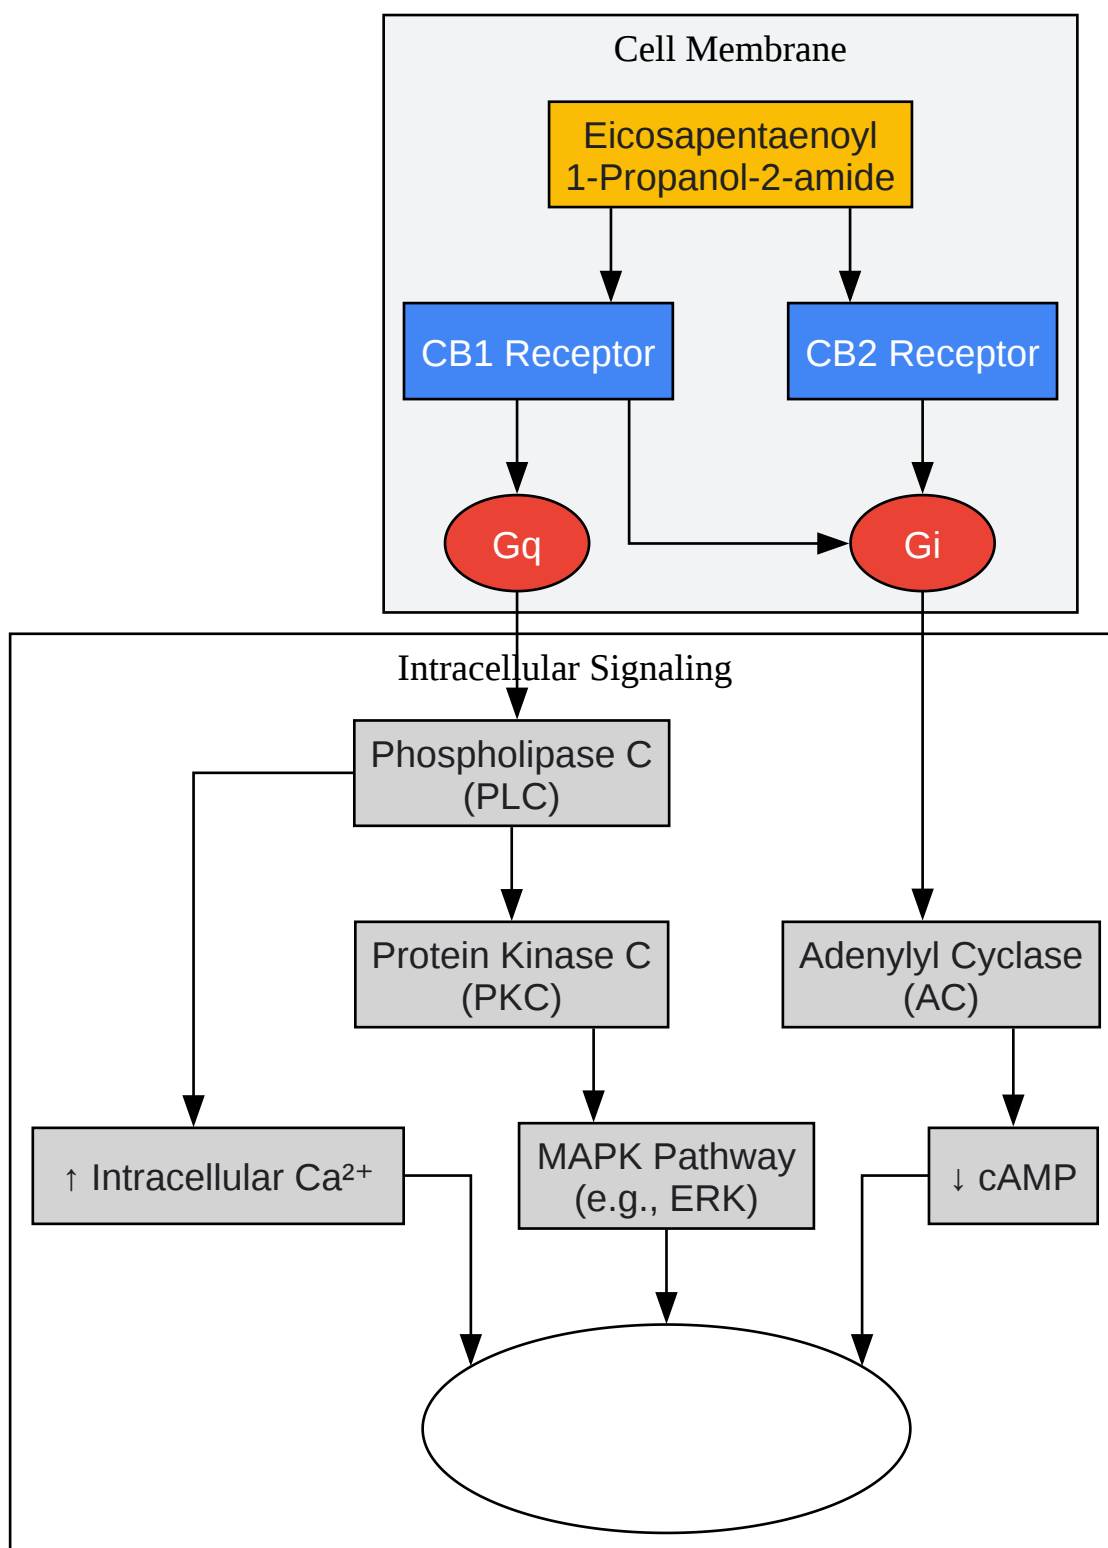 Cell Membrane
Eicosapentaenoyl
1-Propanol-2-amide
CB1 Receptor
CB2 Receptor
Gq
Gi
Intracellular Signaling
Phospholipase C
(PLC)
Protein Kinase C
(PKC)
Adenylyl Cyclase
(AC)
↑ Intracellular Ca²⁺
MAPK Pathway
(e.g., ERK)
↓ cAMP